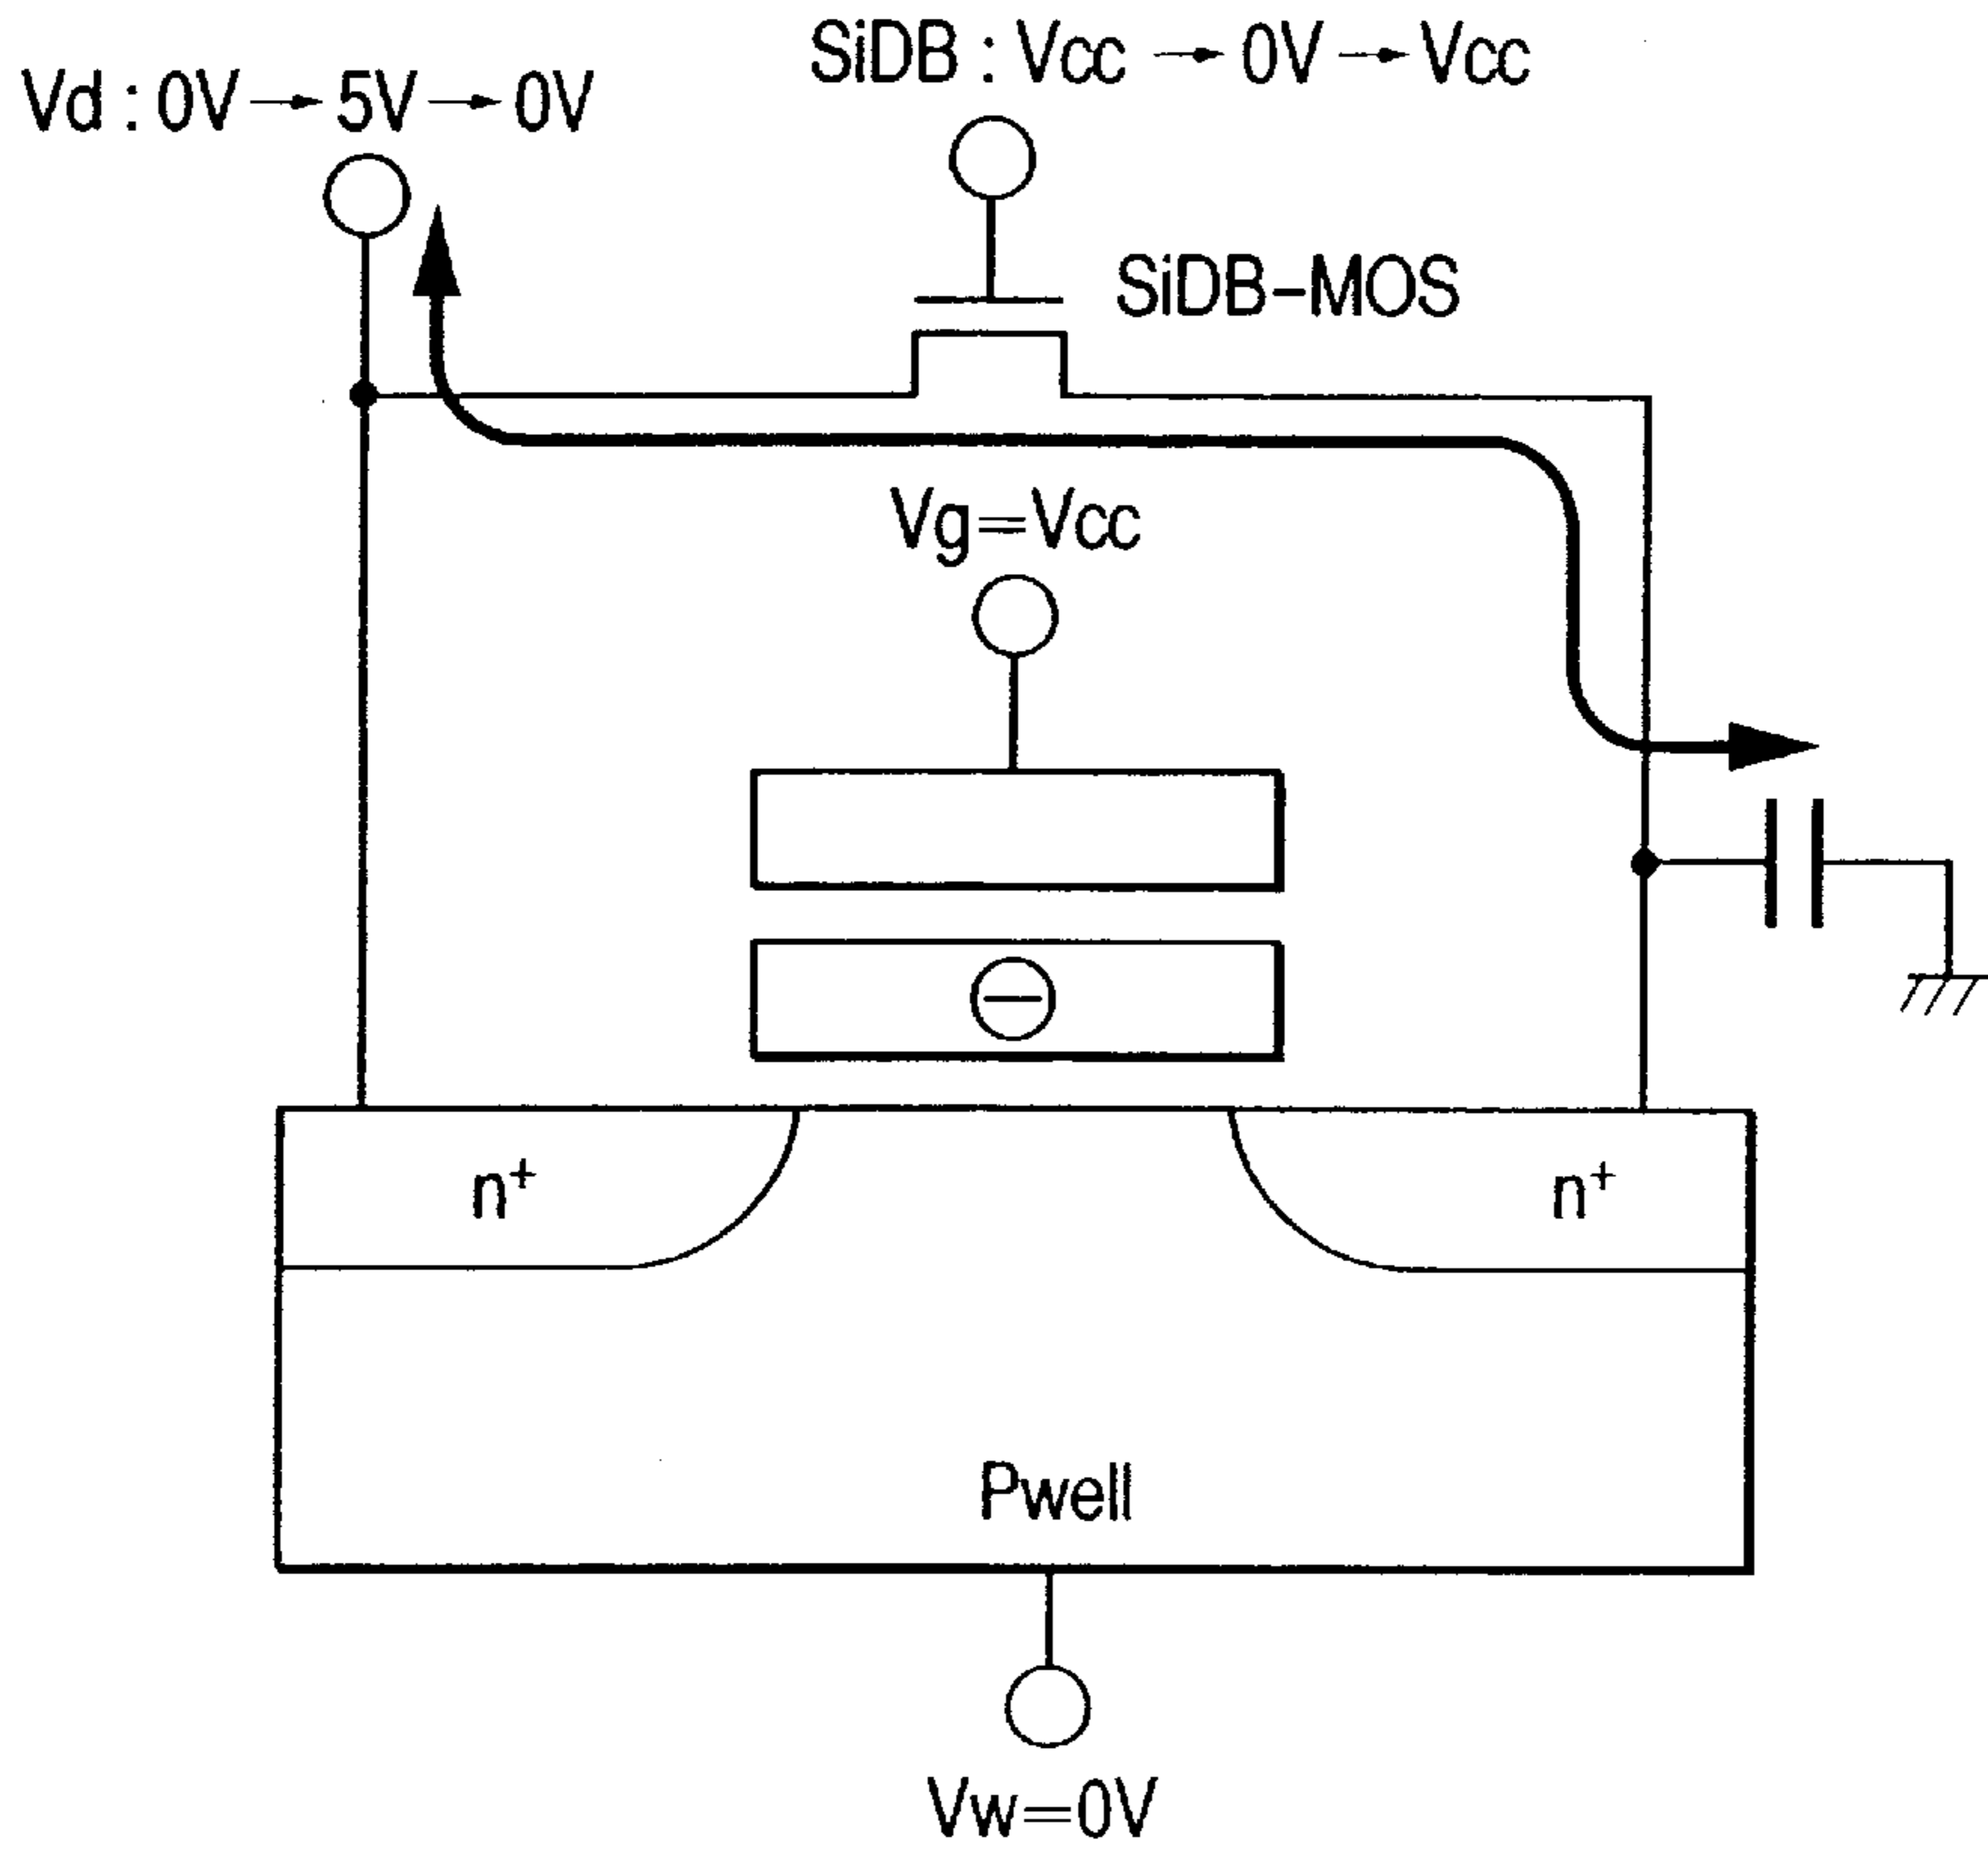 SiDB : Vcc → 0V → Vcc
Vd : 0V → 5V → 0V
SiDB-MOS
Vg=Vcc
⊖
n⁺
n⁺
Pwell
Vw=0V